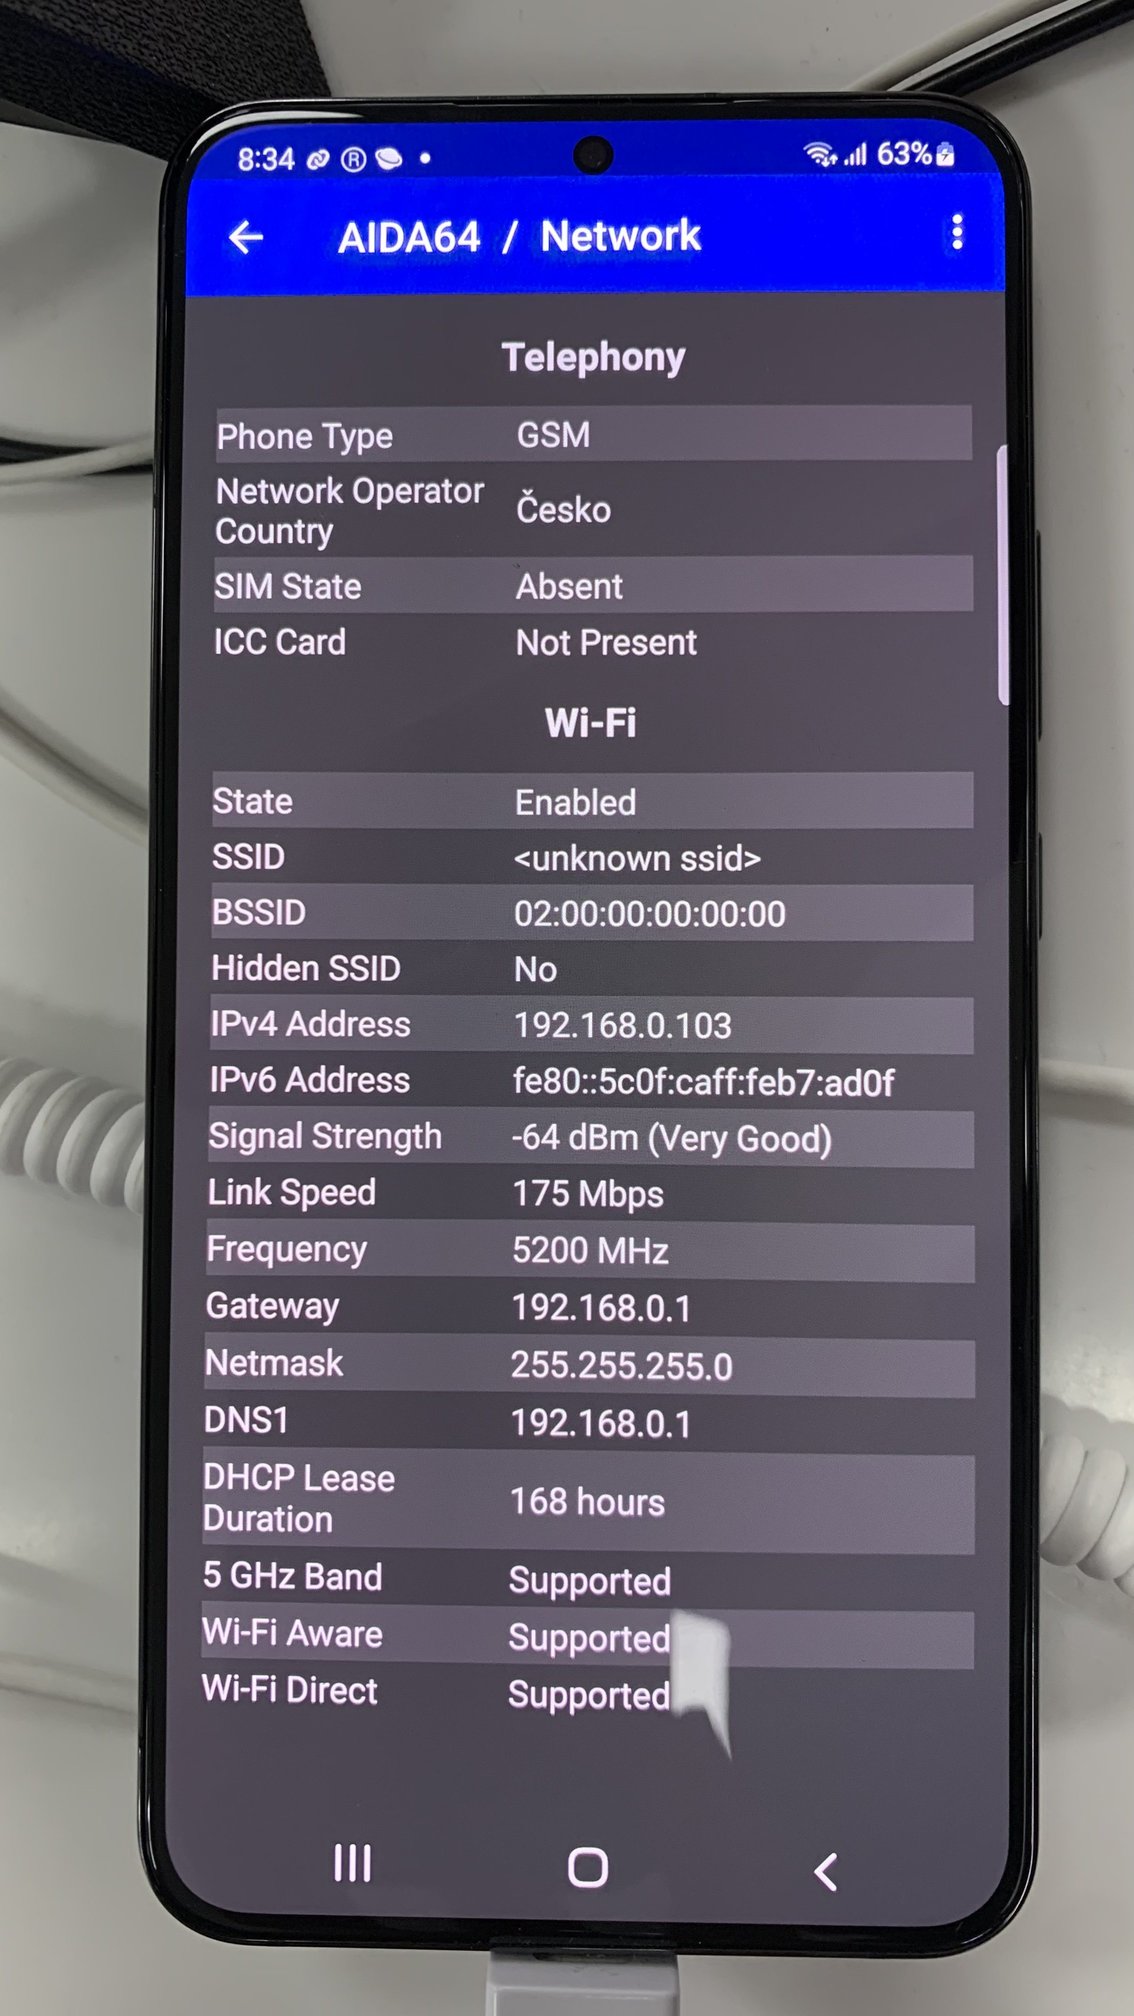 8:34 ® 63%
AIDA64 / Network
Telephony
Phone Type GSM
Network Operator
Country Česko
SIM State Absent
ICC Card Not Present
Wi-Fi
State Enabled
SSID <unknown ssid>
BSSID 02:00:00:00:00:00
Hidden SSID No
IPv4 Address 192.168.0.103
IPv6 Address fe80::5c0f:caff:feb7:ad0f
Signal Strength -64 dBm (Very Good)
Link Speed 175 Mbps
Frequency 5200 MHz
Gateway 192.168.0.1
Netmask 255.255.255.0
DNS1 192.168.0.1
DHCP Lease
Duration 168 hours
5 GHz Band Supported
Wi-Fi Aware Supported
Wi-Fi Direct Supported